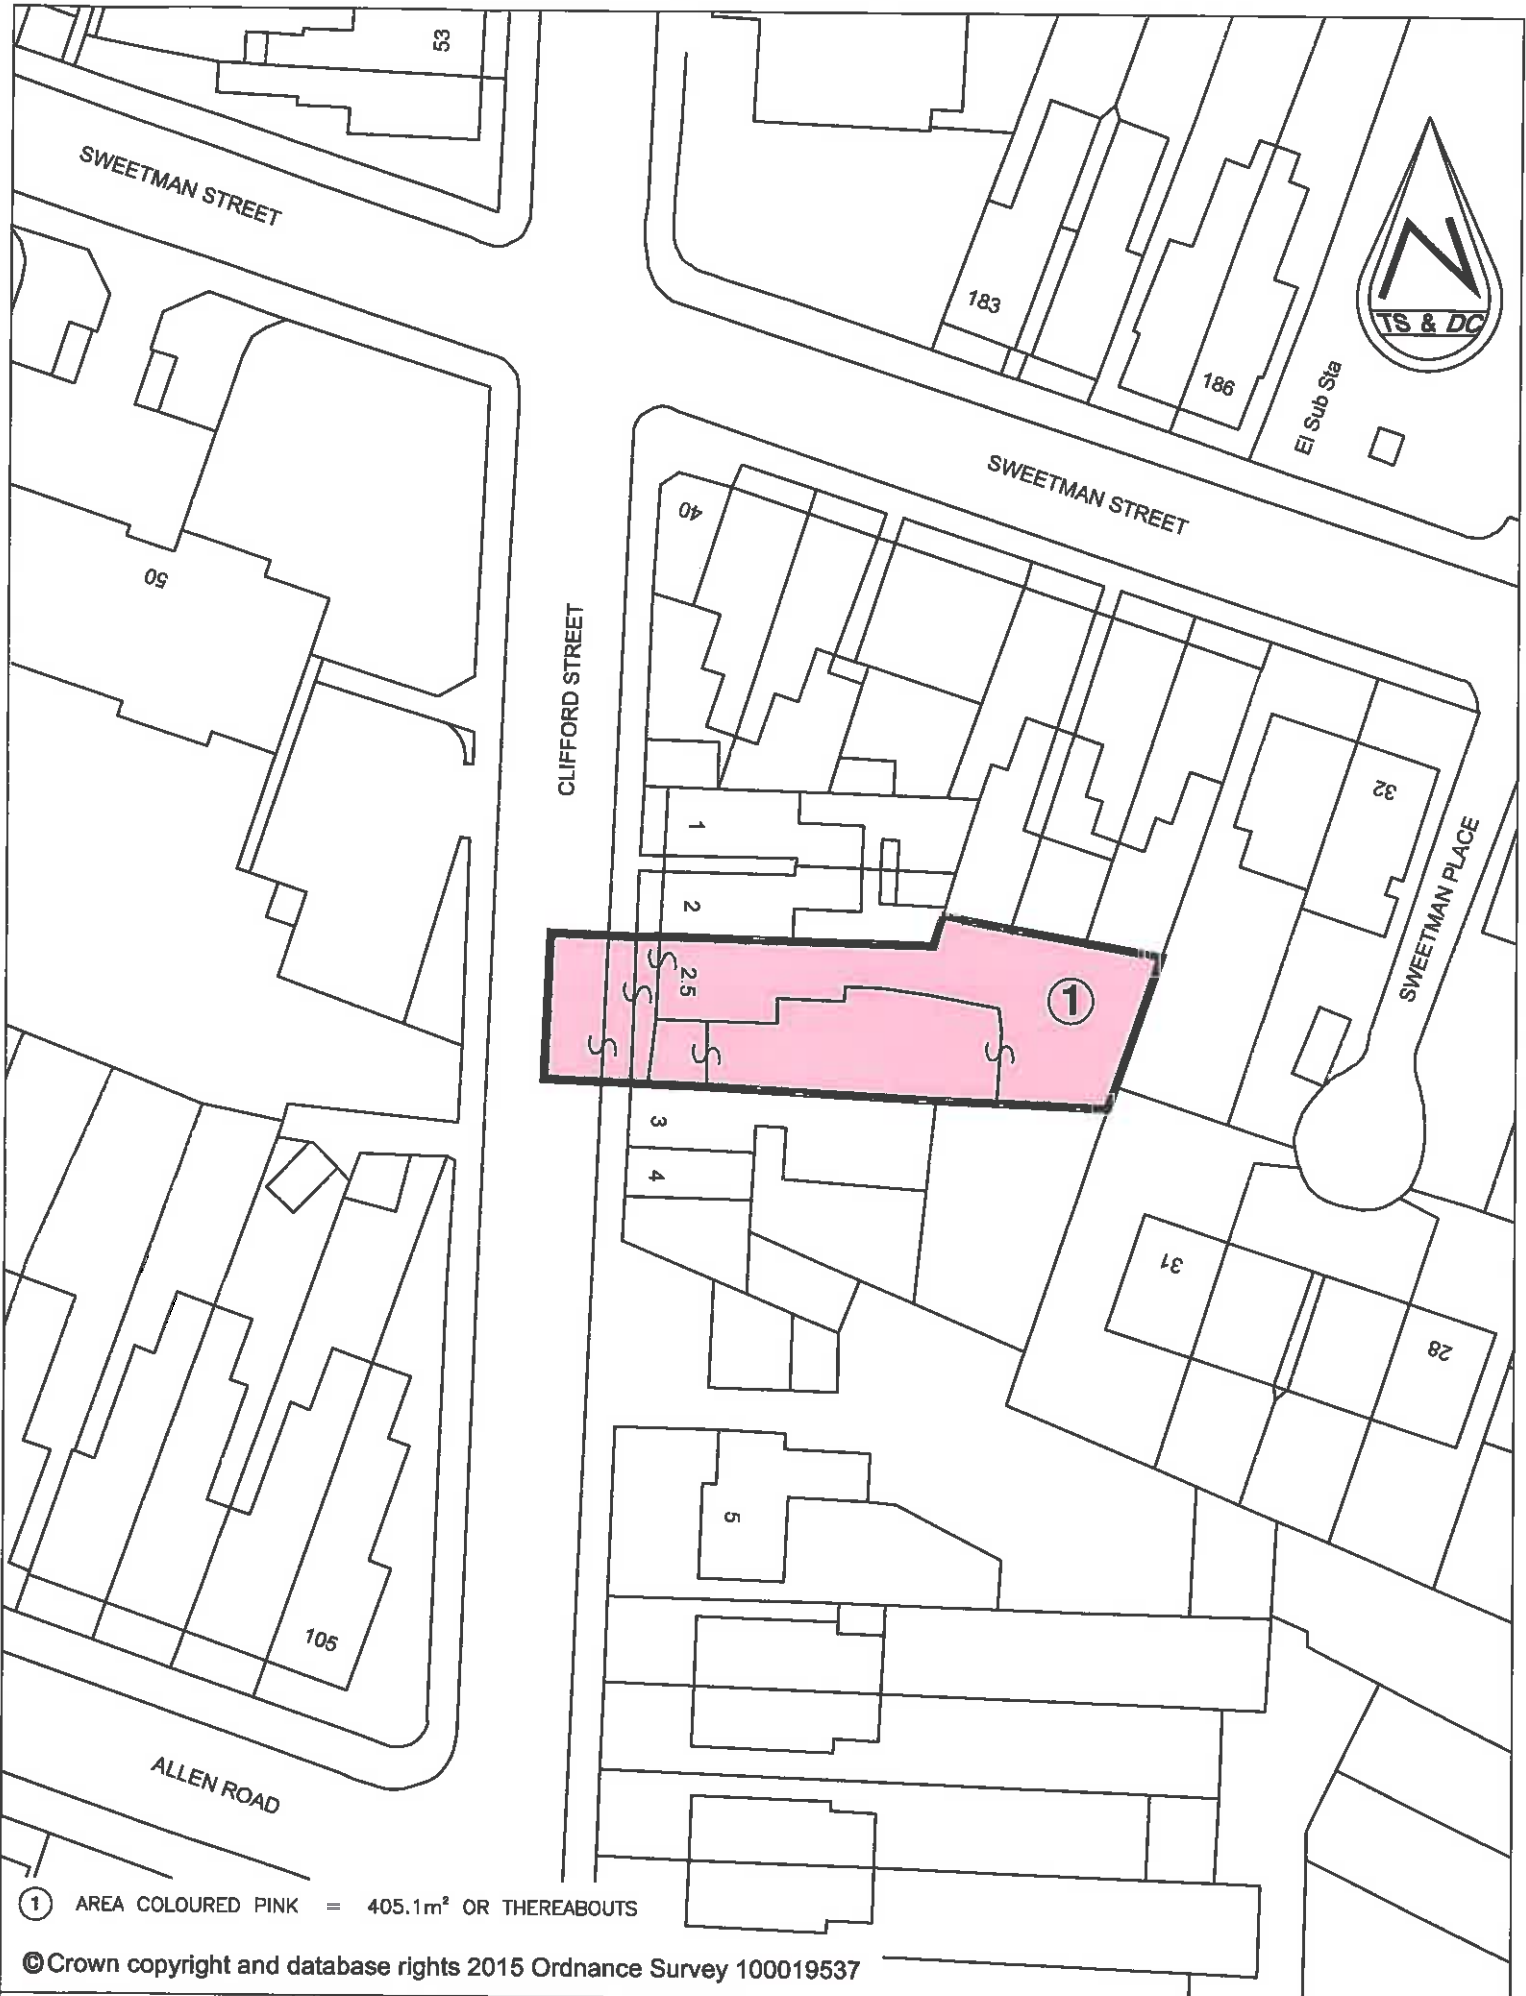 53
SWEETMAN STREET
183
186
El Sub Sta
N
TS & DC
40
SWEETMAN STREET
50
CLIFFORD STREET
32
SWEETMAN PLACE
1
2
2.5
1
3
4
31
28
5
105
ALLEN ROAD
1 AREA COLOURED PINK = 405.1m² OR THEREABOUTS
©Crown copyright and database rights 2015 Ordnance Survey 100019537